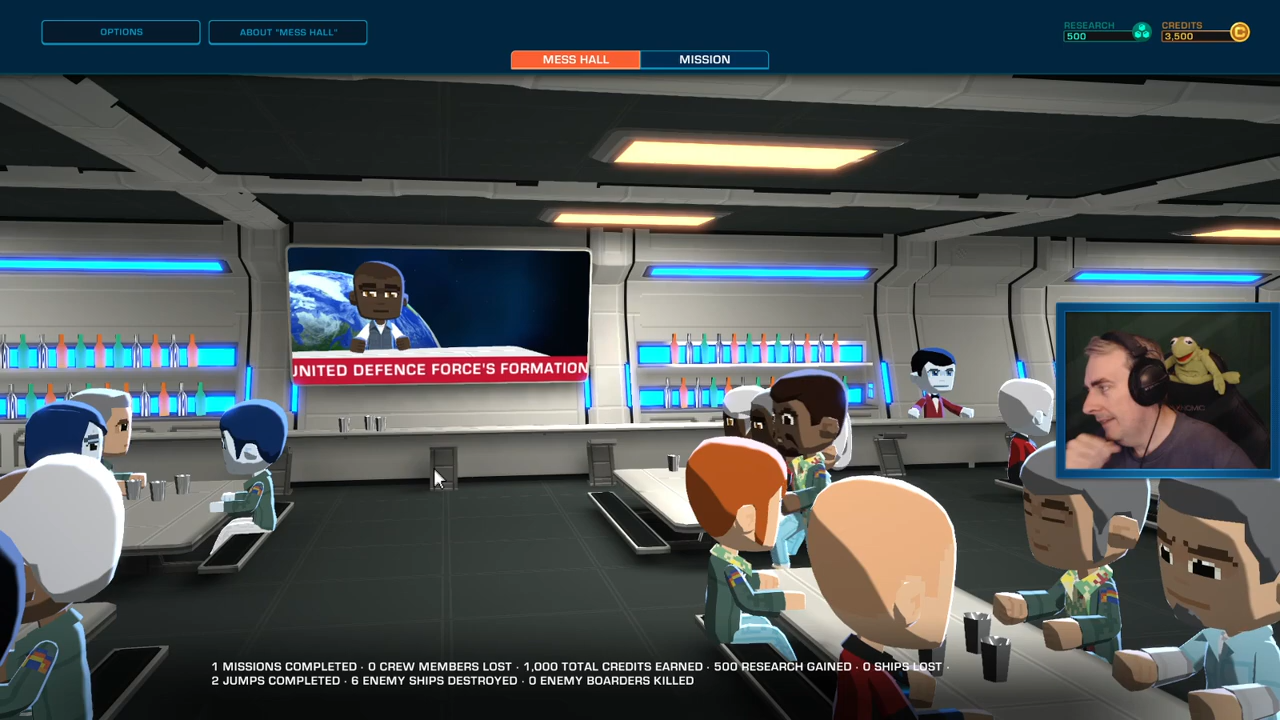 OPTIONS
ABOUT "MESS HALL"
RESEARCH
500
CREDITS
3,500
MESS HALL
MISSION
UNITED DEFENCE FORCE'S FORMATION
1 MISSIONS COMPLETED · 0 CREW MEMBERS LOST · 1,000 TOTAL CREDITS EARNED · 500 RESEARCH GAINED · 0 SHIPS LOST ·
2 JUMPS COMPLETED · 6 ENEMY SHIPS DESTROYED · 0 ENEMY BOARDERS KILLED